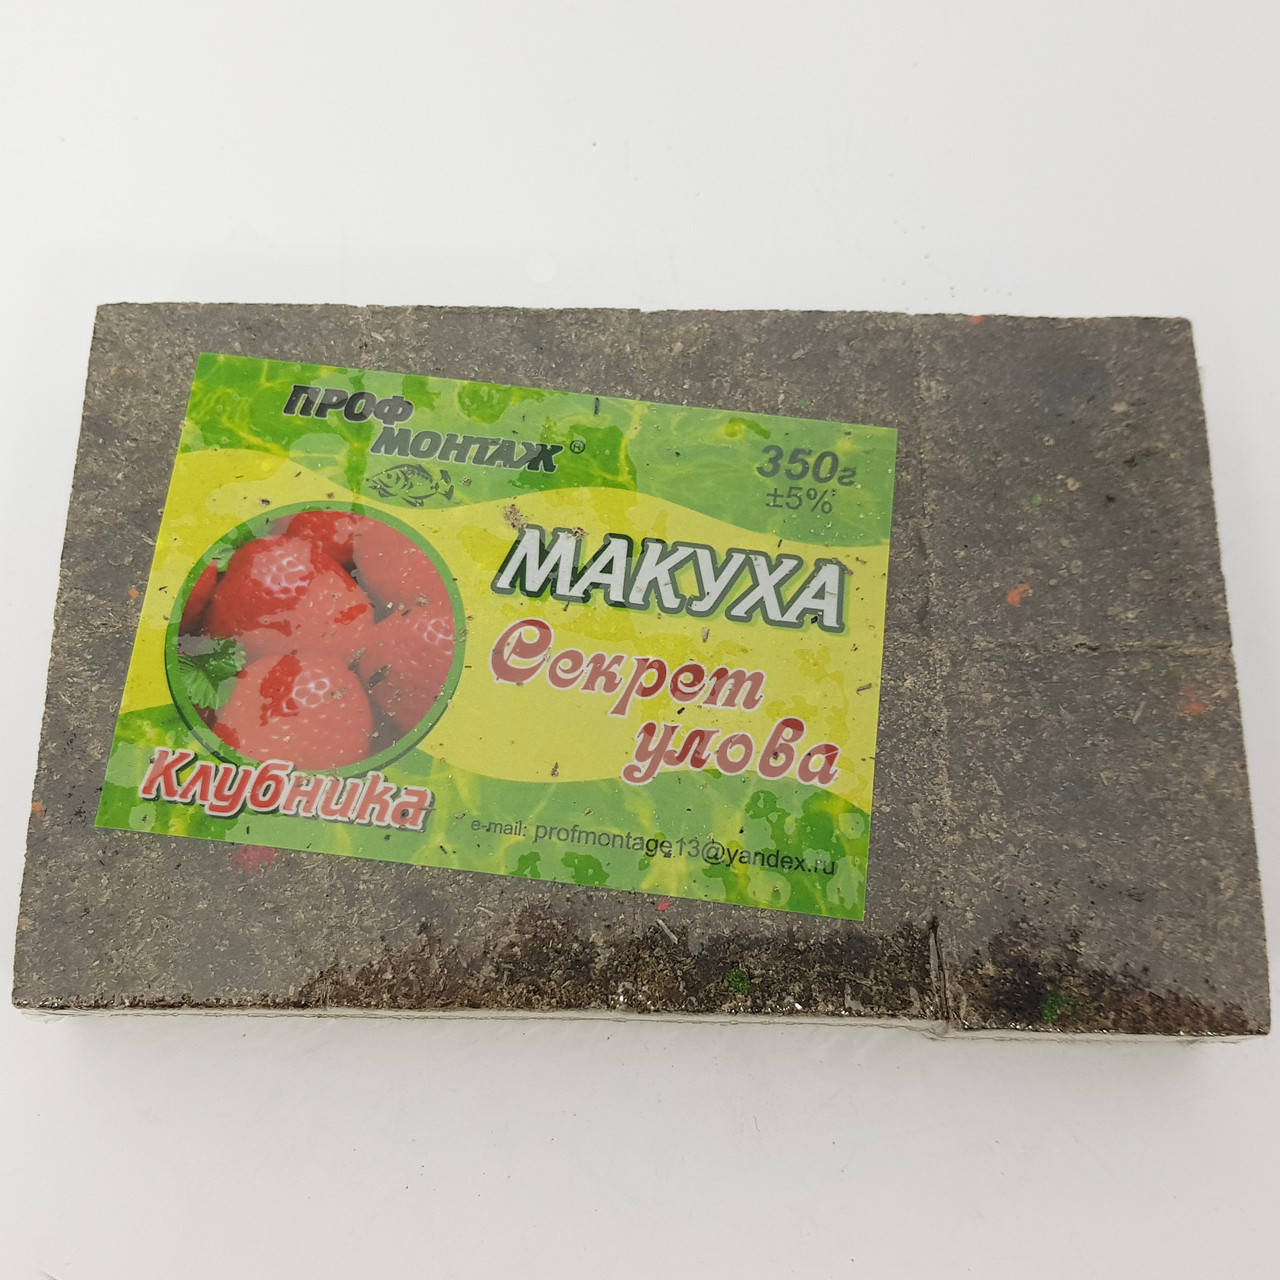 ПРОФ
МОНТАЖ®
350г
±5%
МАКУХА
Секрет
улова
Клубника
e-mail: profmontage13@yandex.ru